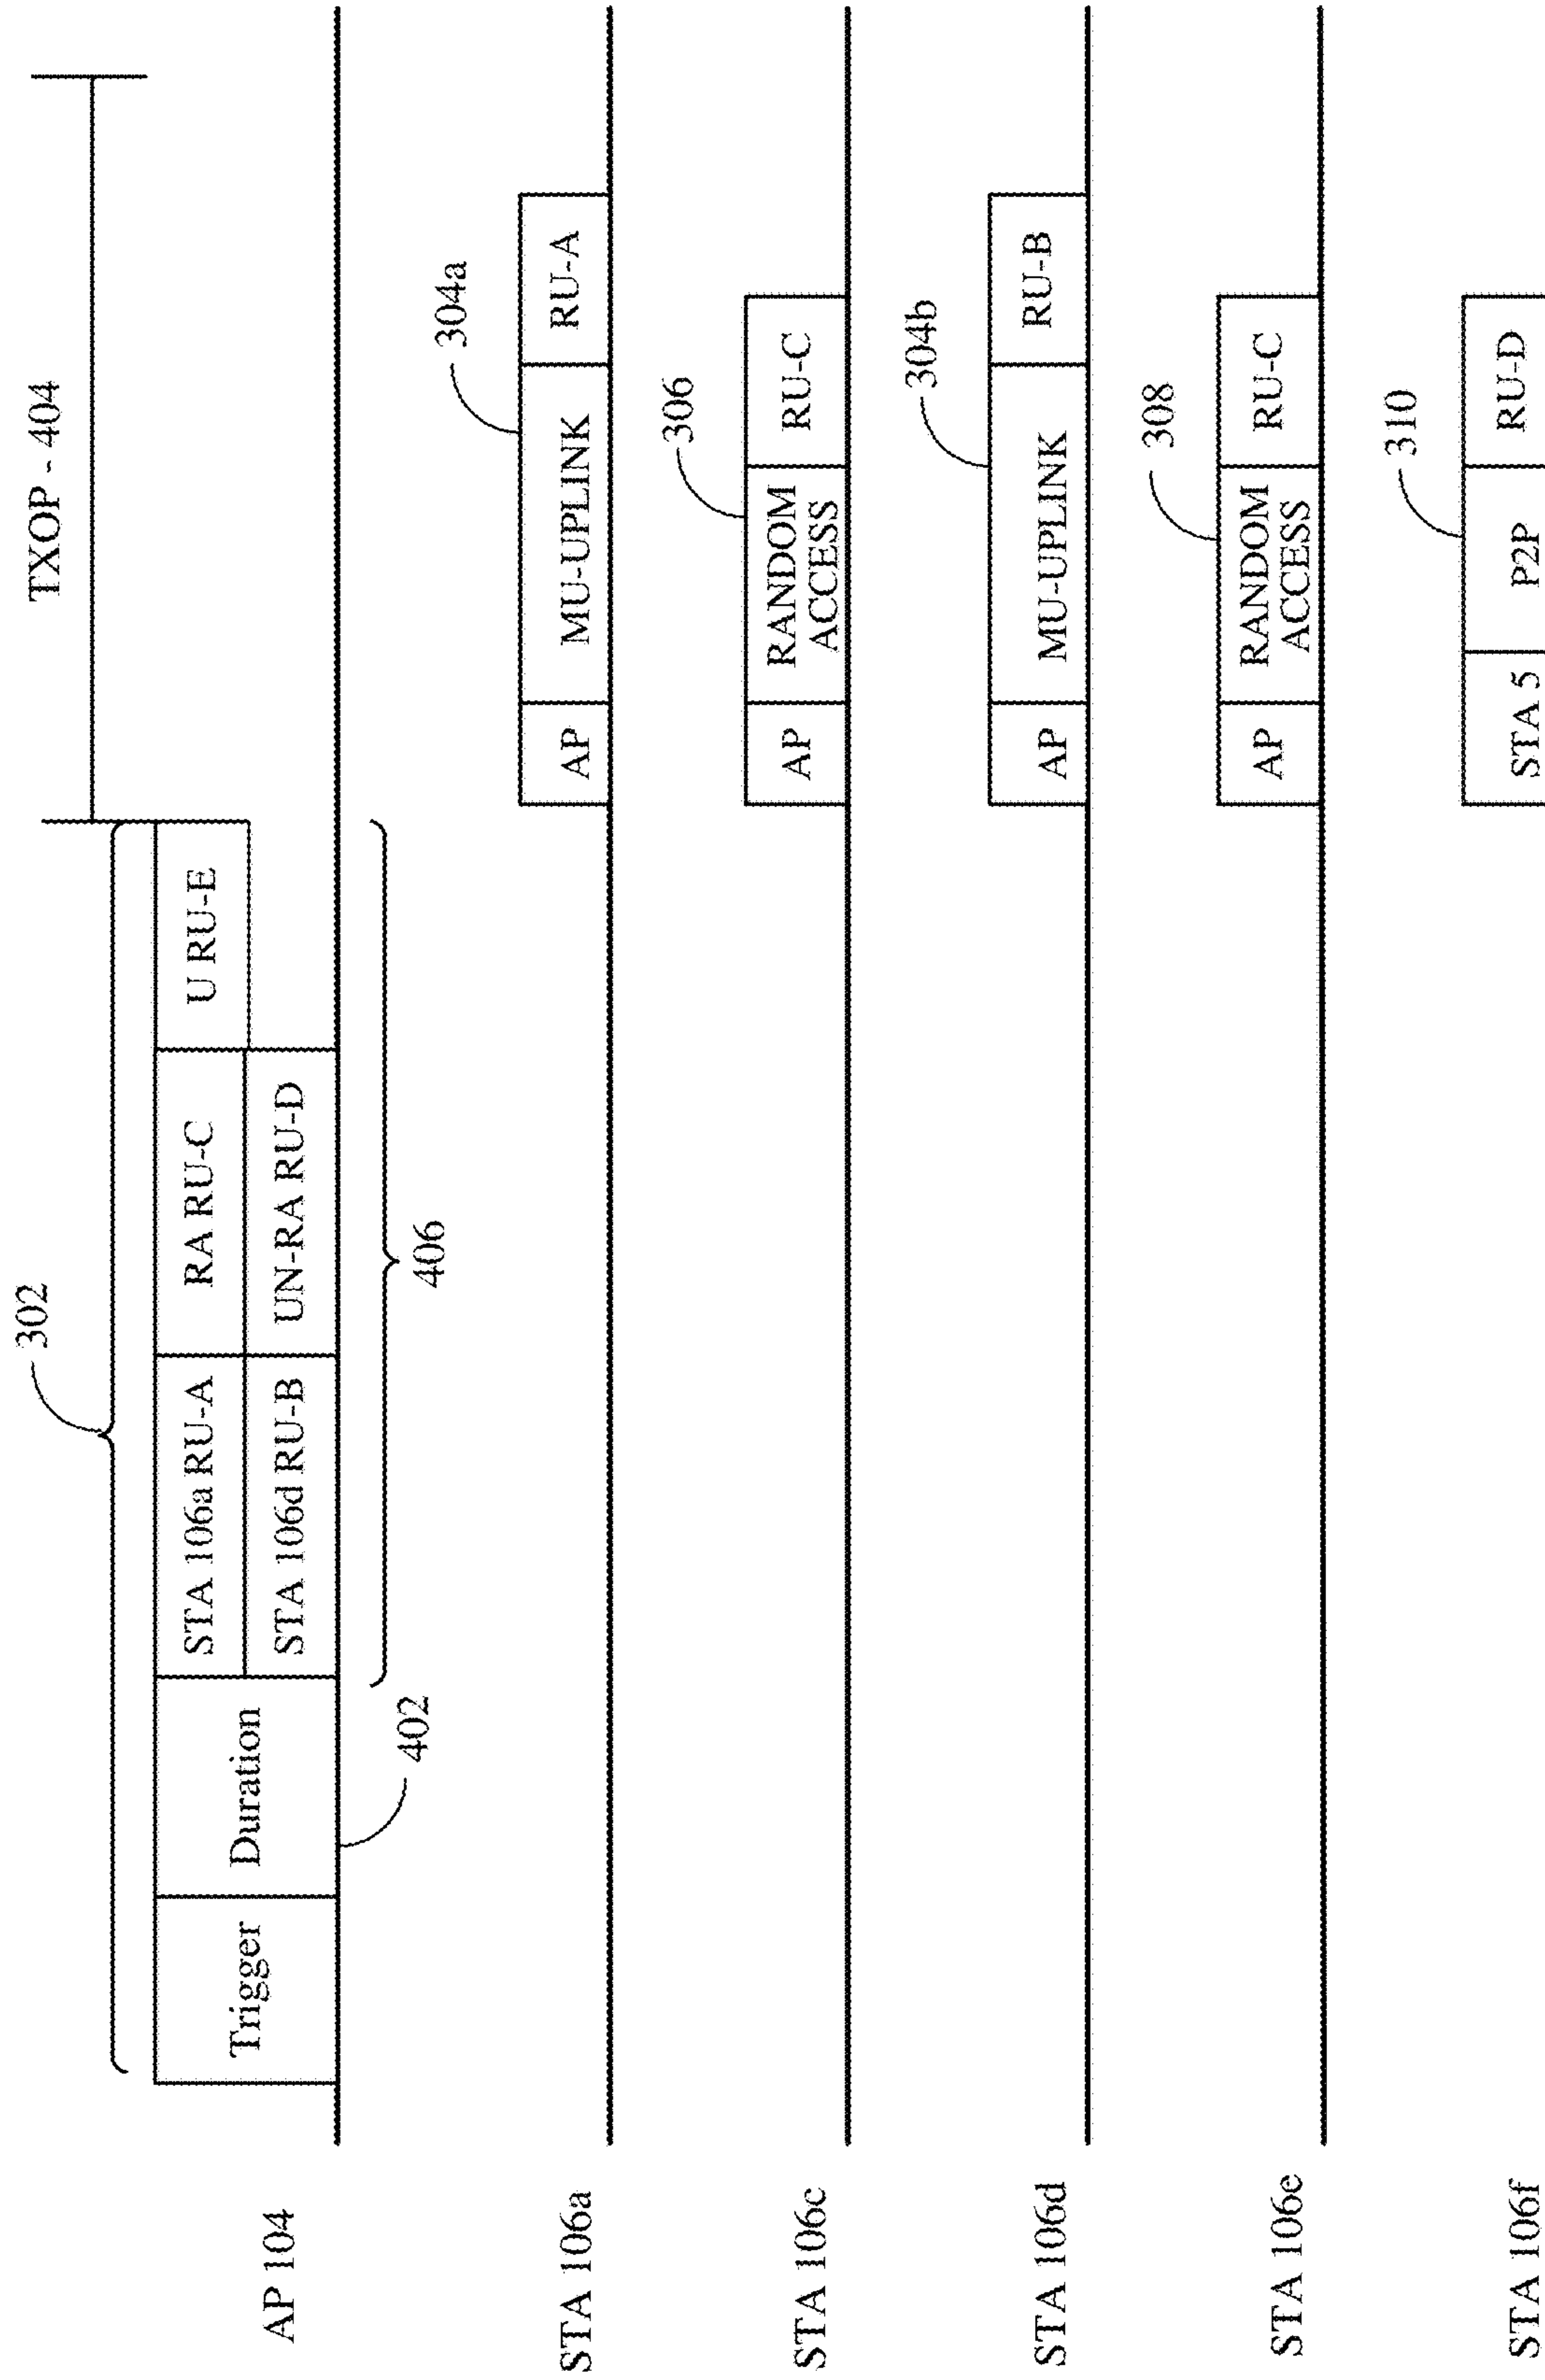 302
TXOP - 404
AP 104
Trigger
Duration
STA 106a RU-A
RA RU-C
U RU-E
STA 106d RU-B
UN-RA RU-D
402
406
304a
STA 106a
AP
MU-UPLINK
RU-A
306
STA 106c
AP
RANDOM
ACCESS
RU-C
304b
STA 106d
AP
MU-UPLINK
RU-B
308
STA 106e
AP
RANDOM
ACCESS
RU-C
310
STA 106f
STA 5
P2P
RU-D